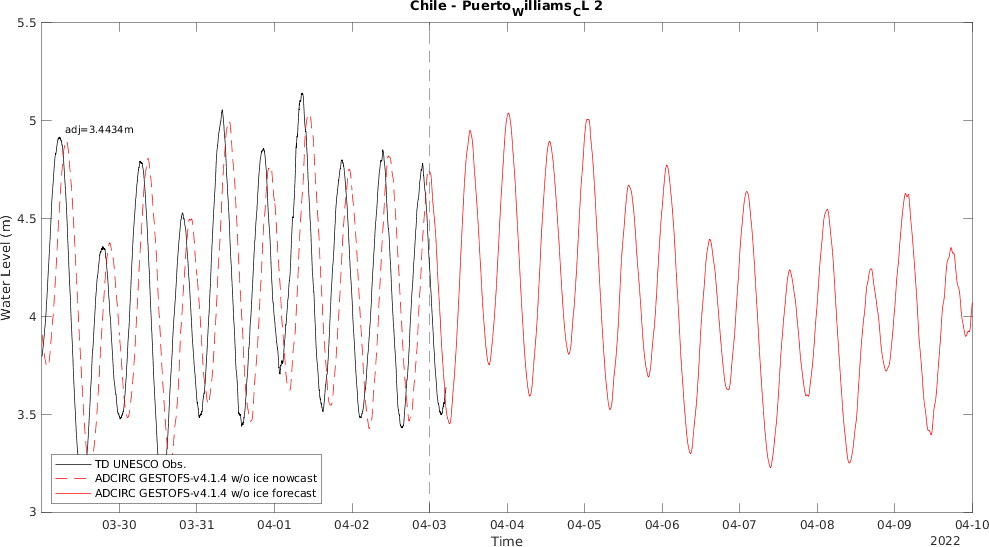 Chile - PuertoWilliamsCL 2
5.5
5
4.5
4
3.5
3
Water Level (m)
adj=3.4434m
TD UNESCO Obs.
ADCIRC GESTOFS-v4.1.4 w/o ice nowcast
ADCIRC GESTOFS-v4.1.4 w/o ice forecast
03-30 03-31 04-01 04-02 04-03 04-04 04-05 04-06 04-07 04-08 04-09 04-10
Time
2022